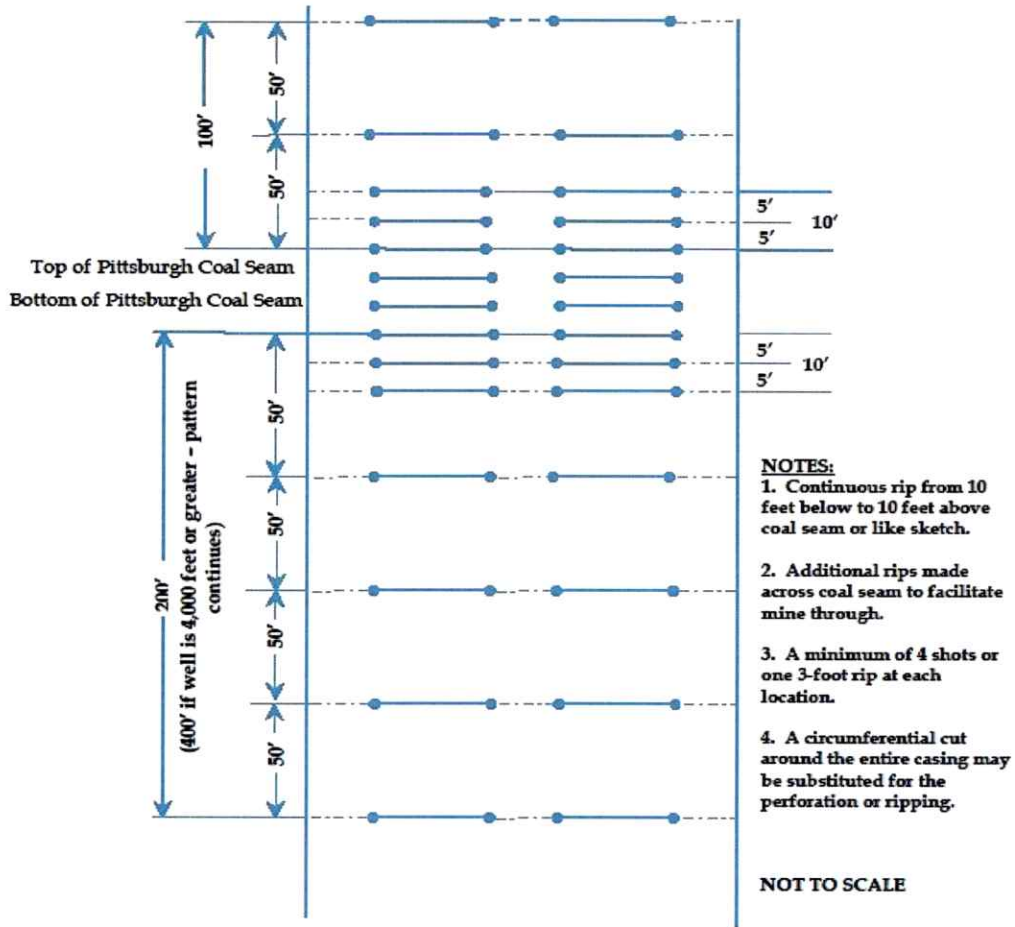 100′
50′
50′
5′
10′
5′
Top of Pittsburgh Coal Seam
Bottom of Pittsburgh Coal Seam
5′
10′
5′
200′
(400′ if well is 4,000 feet or greater – pattern
continues)
50′
50′
50′
50′
NOTES:
1. Continuous rip from 10
feet below to 10 feet above
coal seam or like sketch.
2. Additional rips made
across coal seam to facilitate
mine through.
3. A minimum of 4 shots or
one 3-foot rip at each
location.
4. A circumferential cut
around the entire casing may
be substituted for the
perforation or ripping.
NOT TO SCALE